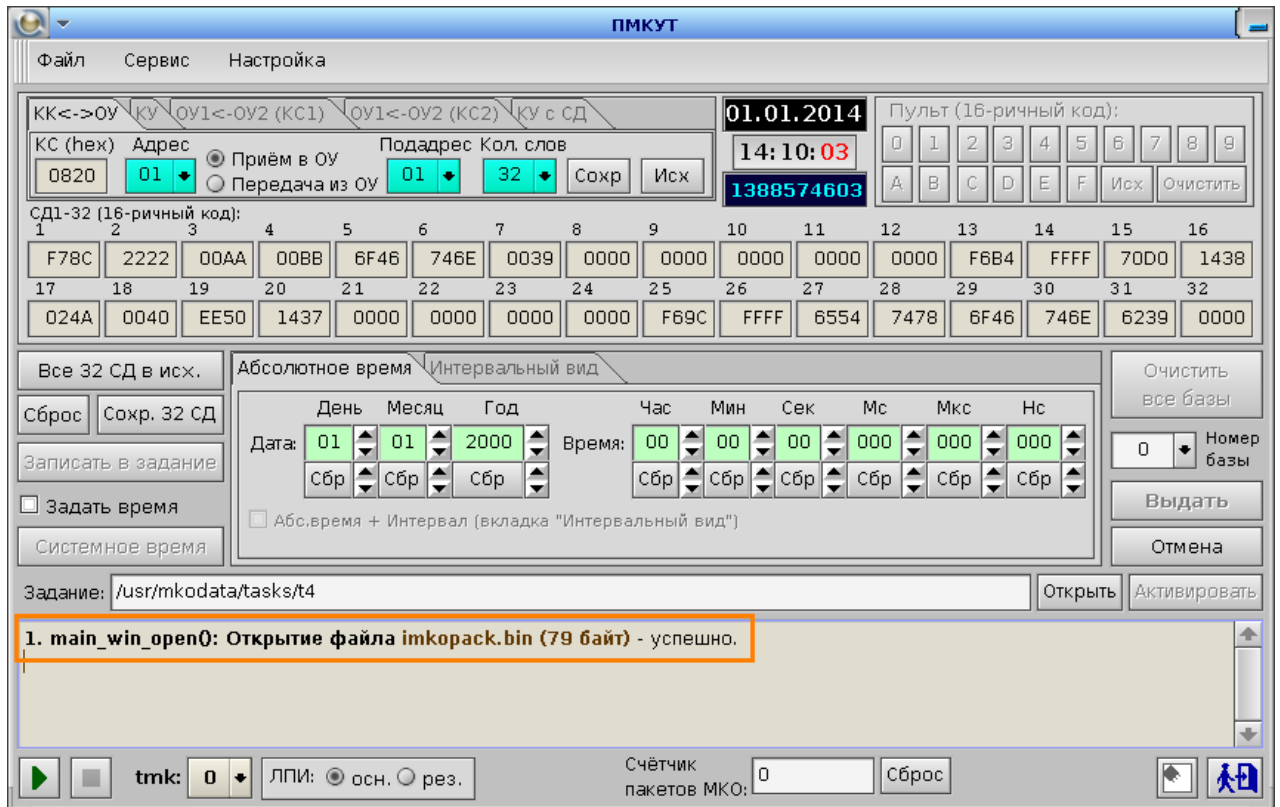 ПМКУТ
Файл Сервис Настройка
КК<->ОУ КУ ОУ1<-ОУ2 (КС1) ОУ1<-ОУ2 (КС2) КУ с СД
01.01.2014
14:10:03
1388574603
Пульт (16-ричный код):
0 1 2 3 4 5 6 7 8 9
A B C D E F Исх Очистить
КС (hex) Адрес Приём в ОУ Подадрес Кол. слов
0820 01 Передача из ОУ 01 32 Сохр Исх
СД1-32 (16-ричный код):
1 2 3 4 5 6 7 8 9 10 11 12 13 14 15 16
F78C 2222 00AA 00BB 6F46 746E 0039 0000 0000 0000 0000 0000 F6B4 FFFF 70D0 1438
17 18 19 20 21 22 23 24 25 26 27 28 29 30 31 32
024A 0040 EE50 1437 0000 0000 0000 0000 F69C FFFF 6554 7478 6F46 746E 6239 0000
Все 32 СД в исх.
Сброс Сохр. 32 СД
Записать в задание
Задать время
Системное время
Абсолютное время Интервальный вид
День Месяц Год Час Мин Сек Мс Мкс Нс
Дата: 01 01 2000 Время: 00 00 00 000 000 000
Сбр Сбр Сбр Сбр Сбр Сбр Сбр Сбр Сбр
Абс.время + Интервал (вкладка "Интервальный вид")
Очистить
все базы
0 Номер
базы
Выдать
Отмена
Задание: /usr/mkodata/tasks/t4 Открыть Активировать
1. main_win_open(): Открытие файла imkopack.bin (79 байт) - успешно.
tmk: 0 ЛПИ: осн. рез. Счётчик
пакетов МКО: 0 Сброс